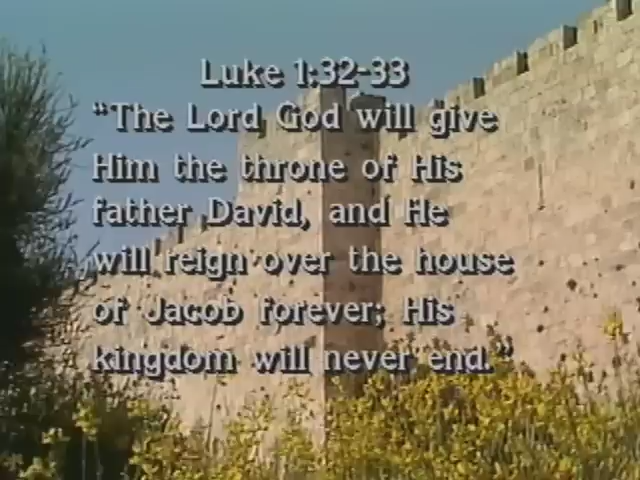 Luke 1:32-33
“The Lord God will give
Him the throne of His
father David, and He
will reign over the house
of Jacob forever; His
kingdom will never end.”